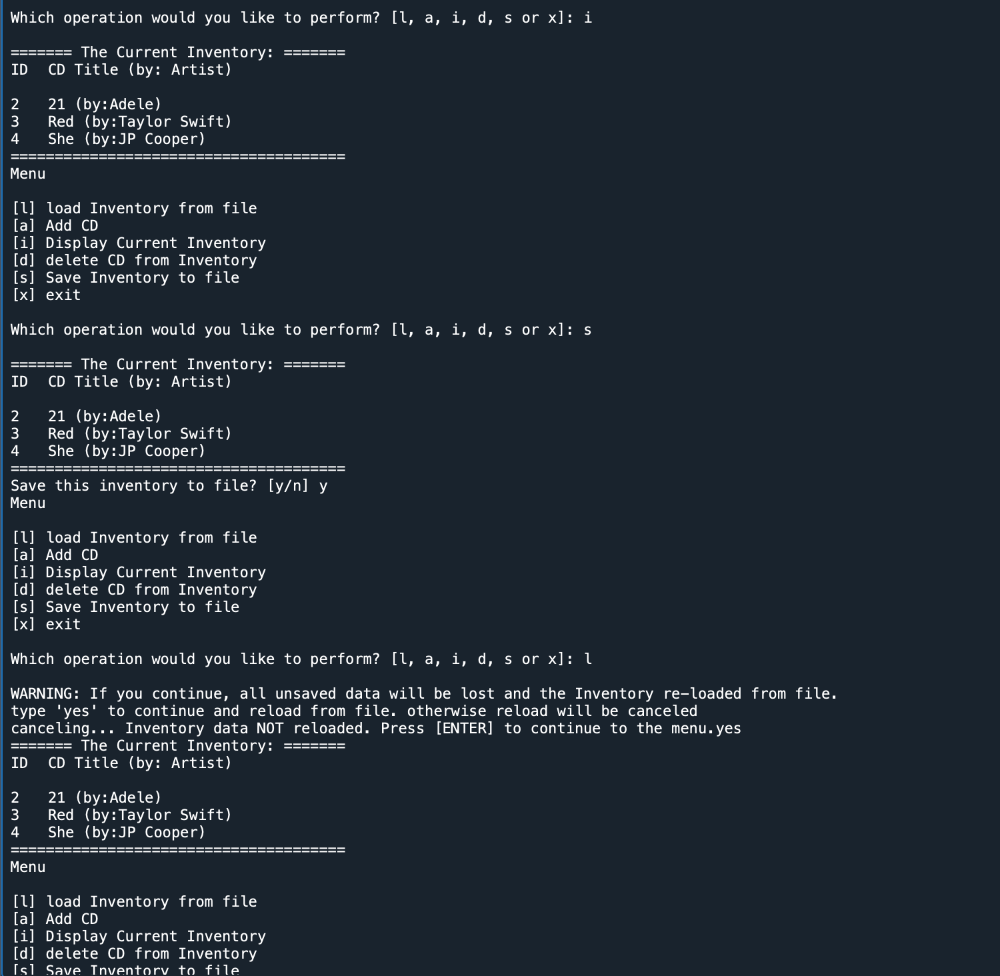 Which operation would you like to perform? [l, a, i, d, s or x]: i
======= The Current Inventory: =======
ID  CD Title (by: Artist)
2   21 (by:Adele)
3   Red (by:Taylor Swift)
4   She (by:JP Cooper)
======================================
Menu
[l] load Inventory from file
[a] Add CD
[i] Display Current Inventory
[d] delete CD from Inventory
[s] Save Inventory to file
[x] exit
Which operation would you like to perform? [l, a, i, d, s or x]: s
======= The Current Inventory: =======
ID  CD Title (by: Artist)
2   21 (by:Adele)
3   Red (by:Taylor Swift)
4   She (by:JP Cooper)
======================================
Save this inventory to file? [y/n] y
Menu
[l] load Inventory from file
[a] Add CD
[i] Display Current Inventory
[d] delete CD from Inventory
[s] Save Inventory to file
[x] exit
Which operation would you like to perform? [l, a, i, d, s or x]: l
WARNING: If you continue, all unsaved data will be lost and the Inventory re-loaded from file.
type 'yes' to continue and reload from file. otherwise reload will be canceled
canceling... Inventory data NOT reloaded. Press [ENTER] to continue to the menu.yes
======= The Current Inventory: =======
ID  CD Title (by: Artist)
2   21 (by:Adele)
3   Red (by:Taylor Swift)
4   She (by:JP Cooper)
======================================
Menu
[l] load Inventory from file
[a] Add CD
[i] Display Current Inventory
[d] delete CD from Inventory
[s] Save Inventory to file